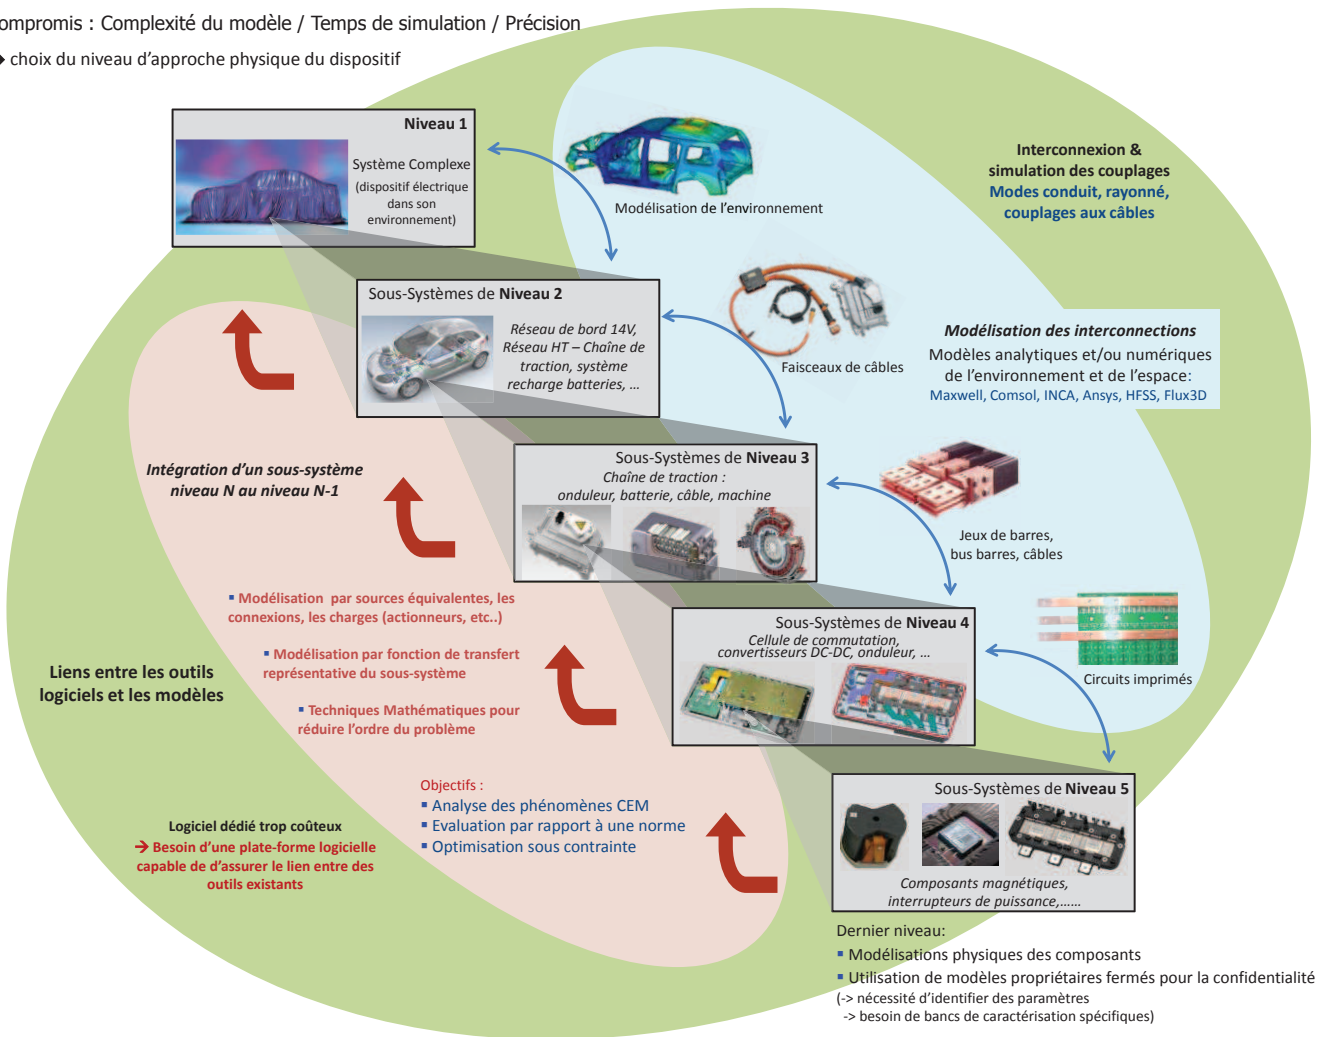 ompromis : Complexité du modèle / Temps de simulation / Précision
choix du niveau d’approche physique du dispositif
Niveau 1
Système Complexe
(dispositif électrique
dans son
environnement)
Modélisation de l’environnement
Interconnexion &
simulation des couplages
Modes conduit, rayonné,
couplages aux câbles
Sous-Systèmes de Niveau 2
Réseau de bord 14V,
Réseau HT – Chaîne de
traction, système
recharge batteries, ...
Faisceaux de câbles
Modélisation des interconnections
Modèles analytiques et/ou numériques
de l’environnement et de l’espace:
Maxwell, Comsol, INCA, Ansys, HFSS, Flux3D
Intégration d’un sous-système
niveau N au niveau N-1
Sous-Systèmes de Niveau 3
Chaîne de traction :
onduleur, batterie, câble, machine
Jeux de barres,
bus barres, câbles
▪ Modélisation par sources équivalentes, les
connexions, les charges (actionneurs, etc..)
▪ Modélisation par fonction de transfert
représentative du sous-système
▪ Techniques Mathématiques pour
réduire l’ordre du problème
Liens entre les outils
logiciels et les modèles
Sous-Systèmes de Niveau 4
Cellule de commutation,
convertisseurs DC-DC, onduleur, ...
Circuits imprimés
Objectifs :
▪ Analyse des phénomènes CEM
▪ Evaluation par rapport à une norme
▪ Optimisation sous contrainte
Logiciel dédié trop coûteux
→ Besoin d’une plate-forme logicielle
capable de d’assurer le lien entre des
outils existants
Sous-Systèmes de Niveau 5
Composants magnétiques,
interrupteurs de puissance,......
Dernier niveau:
▪ Modélisations physiques des composants
▪ Utilisation de modèles propriétaires fermés pour la confidentialité
(-> nécessité d’identifier des paramètres
-> besoin de bancs de caractérisation spécifiques)